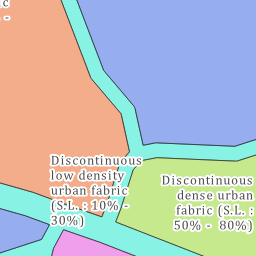 c
-
Discontinuous
low density
urban fabric
(S.L. : 10% -
30%)
Discontinuous
dense urban
fabric (S.L. :
50% -  80%)